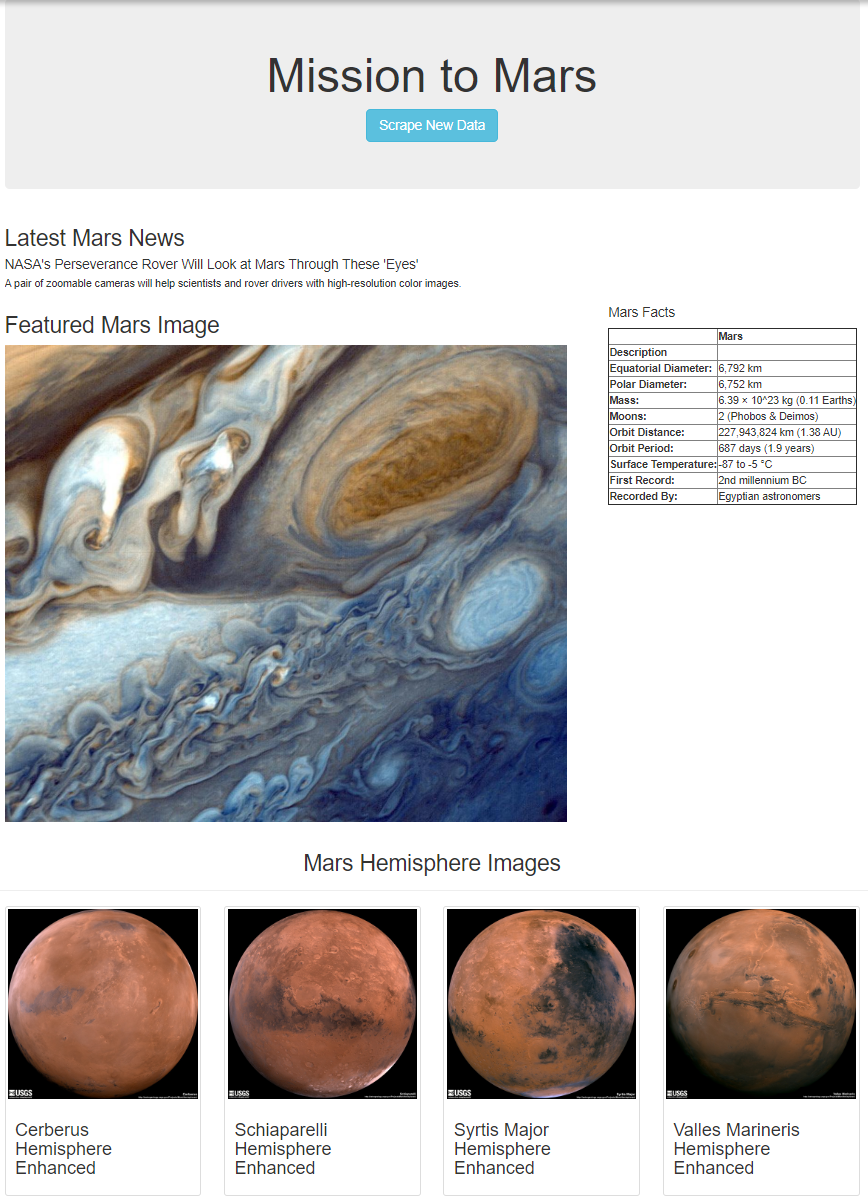 Mission to Mars
Scrape New Data
Latest Mars News
NASA's Perseverance Rover Will Look at Mars Through These 'Eyes'
A pair of zoomable cameras will help scientists and rover drivers with high-resolution color images.
Featured Mars Image
Mars Facts
Mars
Description
Equatorial Diameter: 6,792 km
Polar Diameter: 6,752 km
Mass: 6.39 × 10^23 kg (0.11 Earths)
Moons: 2 (Phobos & Deimos)
Orbit Distance: 227,943,824 km (1.38 AU)
Orbit Period: 687 days (1.9 years)
Surface Temperature: -87 to -5 °C
First Record: 2nd millennium BC
Recorded By: Egyptian astronomers
Mars Hemisphere Images
USGS
USGS
USGS
USGS
Cerberus
Hemisphere
Enhanced
Schiaparelli
Hemisphere
Enhanced
Syrtis Major
Hemisphere
Enhanced
Valles Marineris
Hemisphere
Enhanced